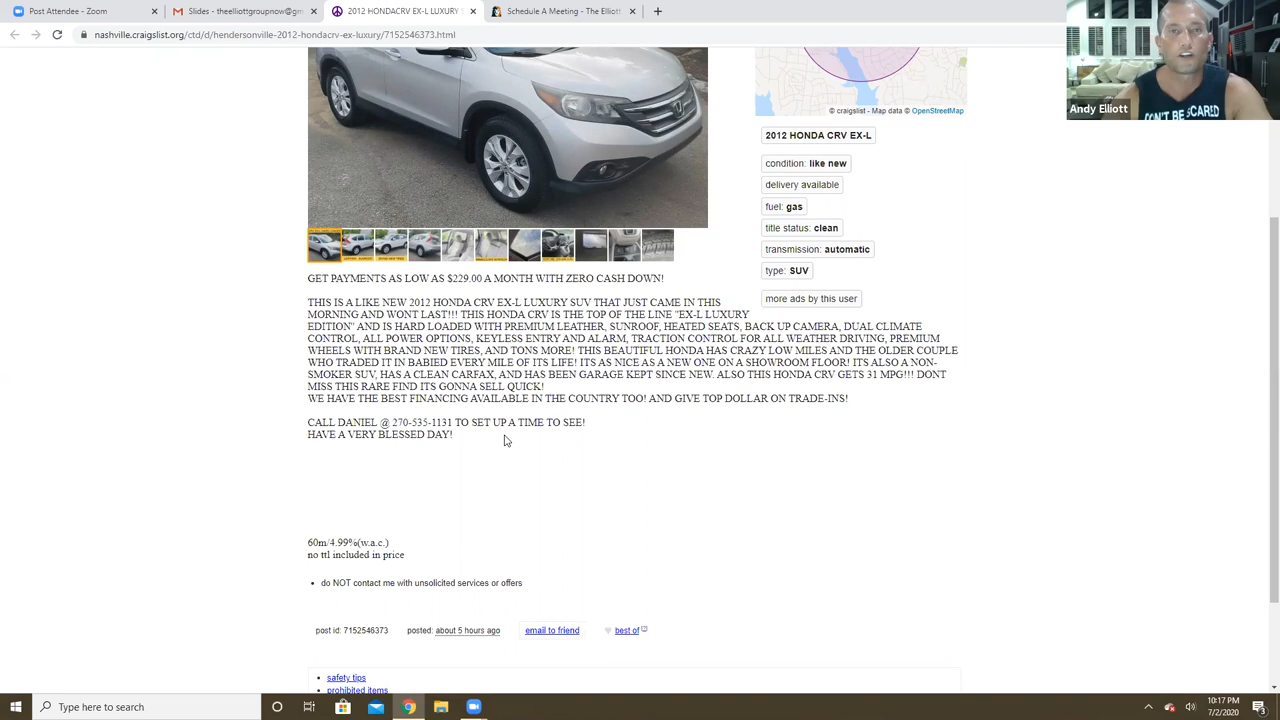 Post Attendee - Zoom
Slides - theelliottgroupnow@gm
2012 HONDACRV EX-L LUXURY S
Schedule A Meeting - The Elliott
nashville.craigslist.org/ctd/d/hendersonville-2012-hondacrv-ex-luxury/7152546373.html
Andy Elliott
© craigslist - Map data © OpenStreetMap
2012 HONDA CRV EX-L
condition: like new
delivery available
fuel: gas
title status: clean
transmission: automatic
type: SUV
more ads by this user
GET PAYMENTS AS LOW AS $229.00 A MONTH WITH ZERO CASH DOWN!
THIS IS A LIKE NEW 2012 HONDA CRV EX-L LUXURY SUV THAT JUST CAME IN THIS
MORNING AND WONT LAST!!! THIS HONDA CRV IS THE TOP OF THE LINE "EX-L LUXURY
EDITION" AND IS HARD LOADED WITH PREMIUM LEATHER, SUNROOF, HEATED SEATS, BACK UP CAMERA, DUAL CLIMATE
CONTROL, ALL POWER OPTIONS, KEYLESS ENTRY AND ALARM, TRACTION CONTROL FOR ALL WEATHER DRIVING, PREMIUM
WHEELS WITH BRAND NEW TIRES, AND TONS MORE! THIS BEAUTIFUL HONDA HAS CRAZY LOW MILES AND THE OLDER COUPLE
WHO TRADED IT IN BABIED EVERY MILE OF ITS LIFE! ITS AS NICE AS A NEW ONE ON A SHOWROOM FLOOR! ITS ALSO A NON-
SMOKER SUV, HAS A CLEAN CARFAX, AND HAS BEEN GARAGE KEPT SINCE NEW. ALSO THIS HONDA CRV GETS 31 MPG!!! DONT
MISS THIS RARE FIND ITS GONNA SELL QUICK!
WE HAVE THE BEST FINANCING AVAILABLE IN THE COUNTRY TOO! AND GIVE TOP DOLLAR ON TRADE-INS!
CALL DANIEL @ 270-535-1131 TO SET UP A TIME TO SEE!
HAVE A VERY BLESSED DAY!
60m/4.99%(w.a.c.)
no ttl included in price
do NOT contact me with unsolicited services or offers
post id: 7152546373
posted: about 5 hours ago
email to friend
best of
safety tips
prohibited items
Type here to search
10:17 PM
7/2/2020